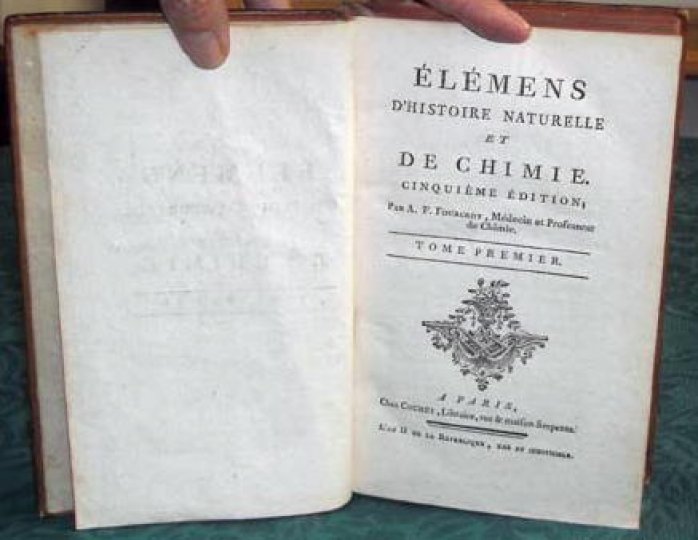 ÉLÉMENS
D'HISTOIRE NATURELLE
ET
DE CHIMIE.
CINQUIÈME ÉDITION;
PAR A. F. FOURCROY, Médecin et Professeur
de Chimie.
TOME PREMIER.
A PARIS,
Chez CUCHET, Libraire, rue & maison Serpente.
L'AN II DE LA RÉPUBLIQUE, UNE ET INDIVISIBLE.